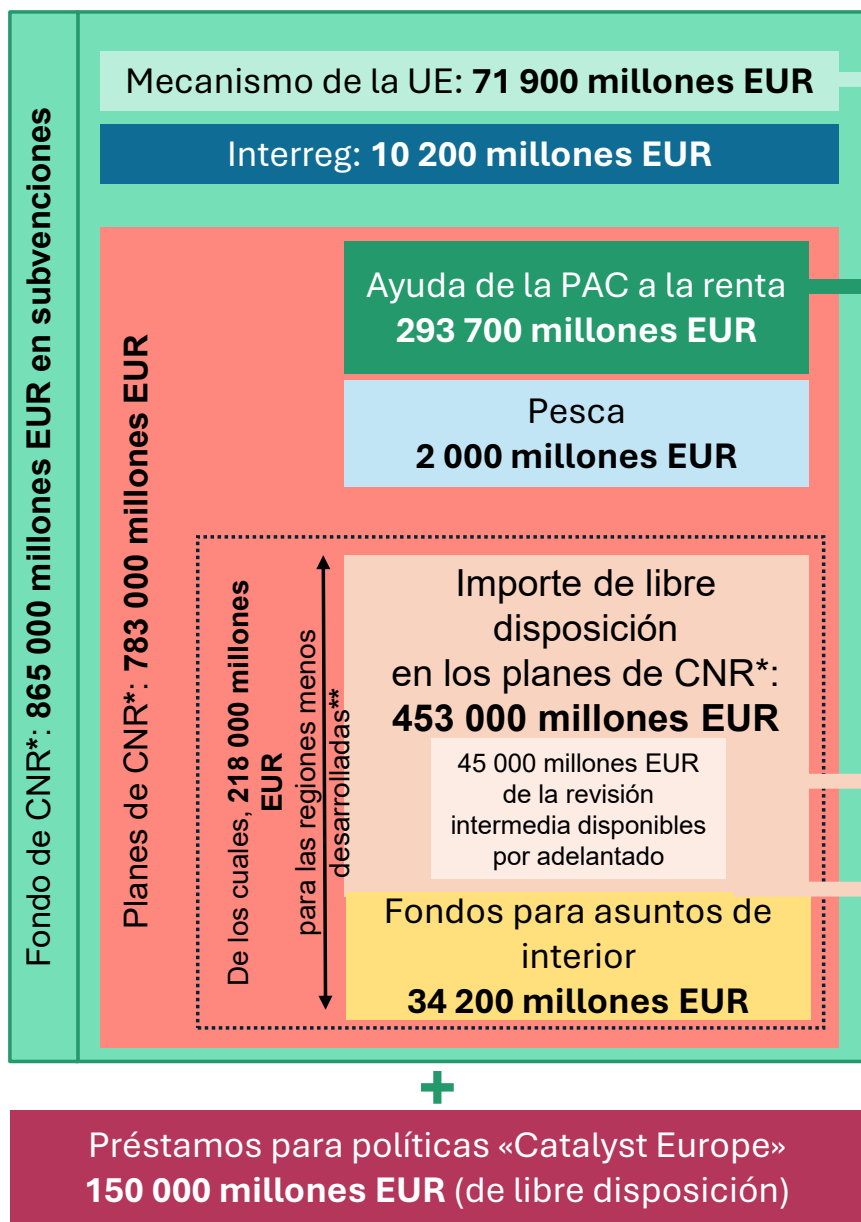 Fondo de CNR*: 865 000 millones EUR en subvenciones
Mecanismo de la UE: 71 900 millones EUR
Interreg: 10 200 millones EUR
Planes de CNR*: 783 000 millones EUR
Ayuda de la PAC a la renta
293 700 millones EUR
Pesca
2 000 millones EUR
De los cuales, 218 000 millones
EUR
para las regiones menos
desarrolladas**
Importe de libre
disposición
en los planes de CNR*:
453 000 millones EUR
45 000 millones EUR
de la revisión
intermedia disponibles
por adelantado
Fondos para asuntos de
interior
34 200 millones EUR
+
Préstamos para políticas «Catalyst Europe»
150 000 millones EUR (de libre disposición)